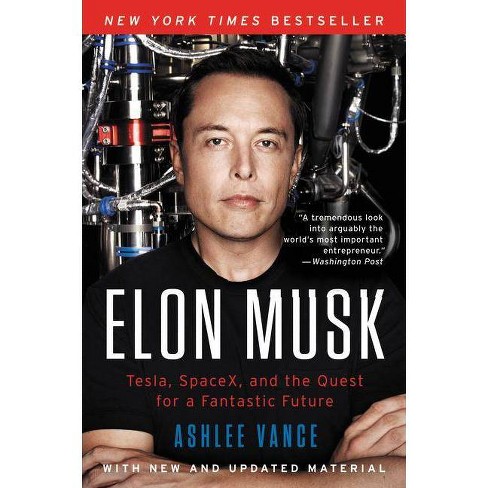 NEW YORK TIMES BESTSELLER
“A tremendous look
into arguably the
world’s most important
entrepreneur.”
—Washington Post
ELON MUSK
Tesla, SpaceX, and the Quest
for a Fantastic Future
ASHLEE VANCE
WITH NEW AND UPDATED MATERIAL